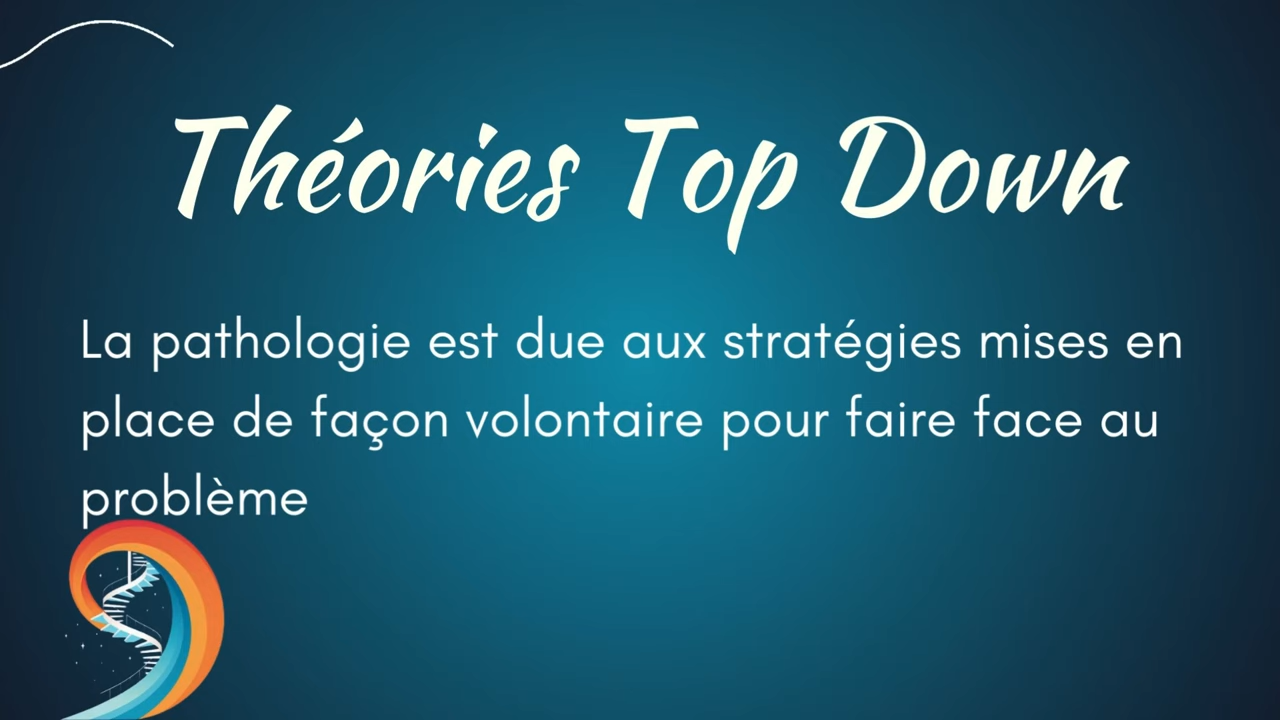 Théories Top Down
La pathologie est due aux stratégies mises en
place de façon volontaire pour faire face au
problème